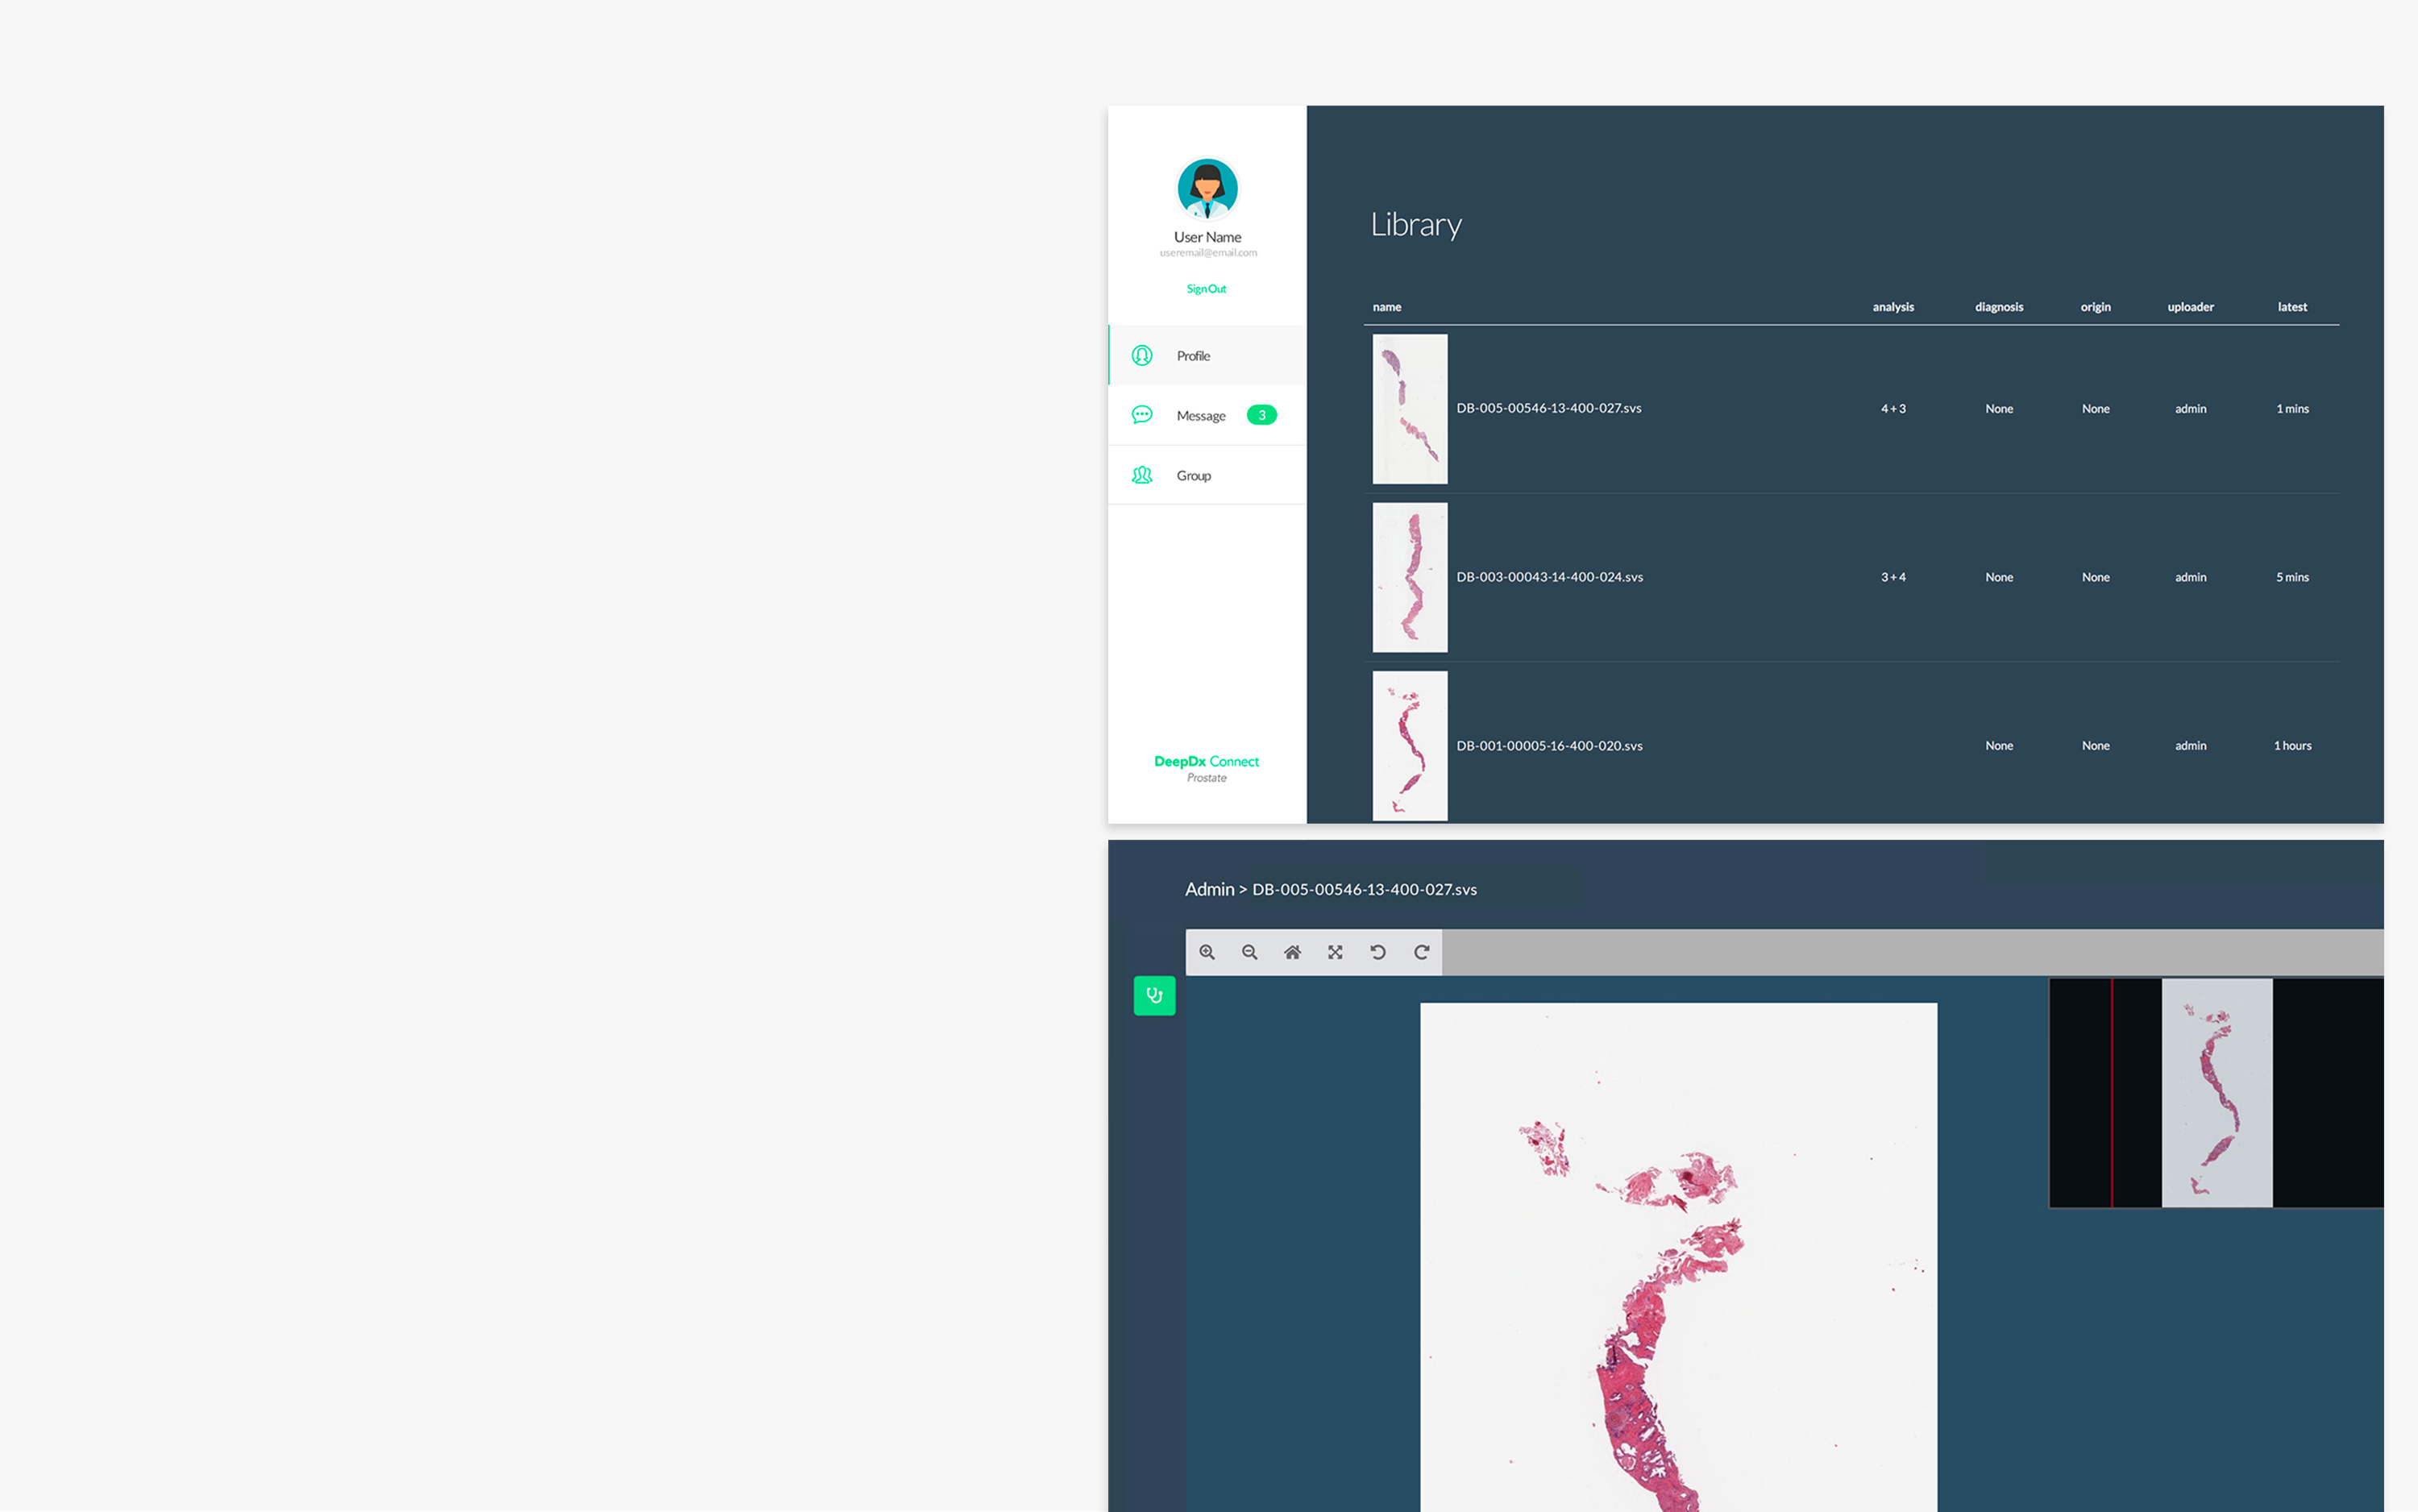 User Name
useremail@email.com
Sign Out
Profile
Message 3
Group
DeepDx Connect
Prostate
Library
name analysis diagnosis origin uploader latest
DB-005-00546-13-400-027.svs 4 + 3 None None admin 1 mins
DB-003-00043-14-400-024.svs 3 + 4 None None admin 5 mins
DB-001-00005-16-400-020.svs None None admin 1 hours
Admin > DB-005-00546-13-400-027.svs